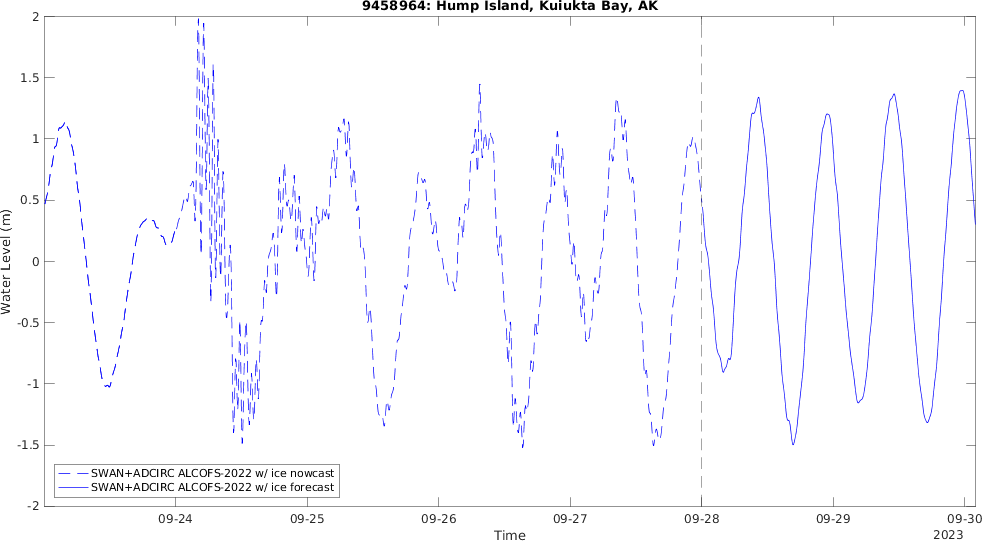 9458964: Hump Island, Kuiukta Bay, AK
2
1.5
1
0.5
0
-0.5
-1
-1.5
-2
Water Level (m)
SWAN+ADCIRC ALCOFS-2022 w/ ice nowcast
SWAN+ADCIRC ALCOFS-2022 w/ ice forecast
09-24 09-25 09-26 09-27 09-28 09-29 09-30
Time
2023